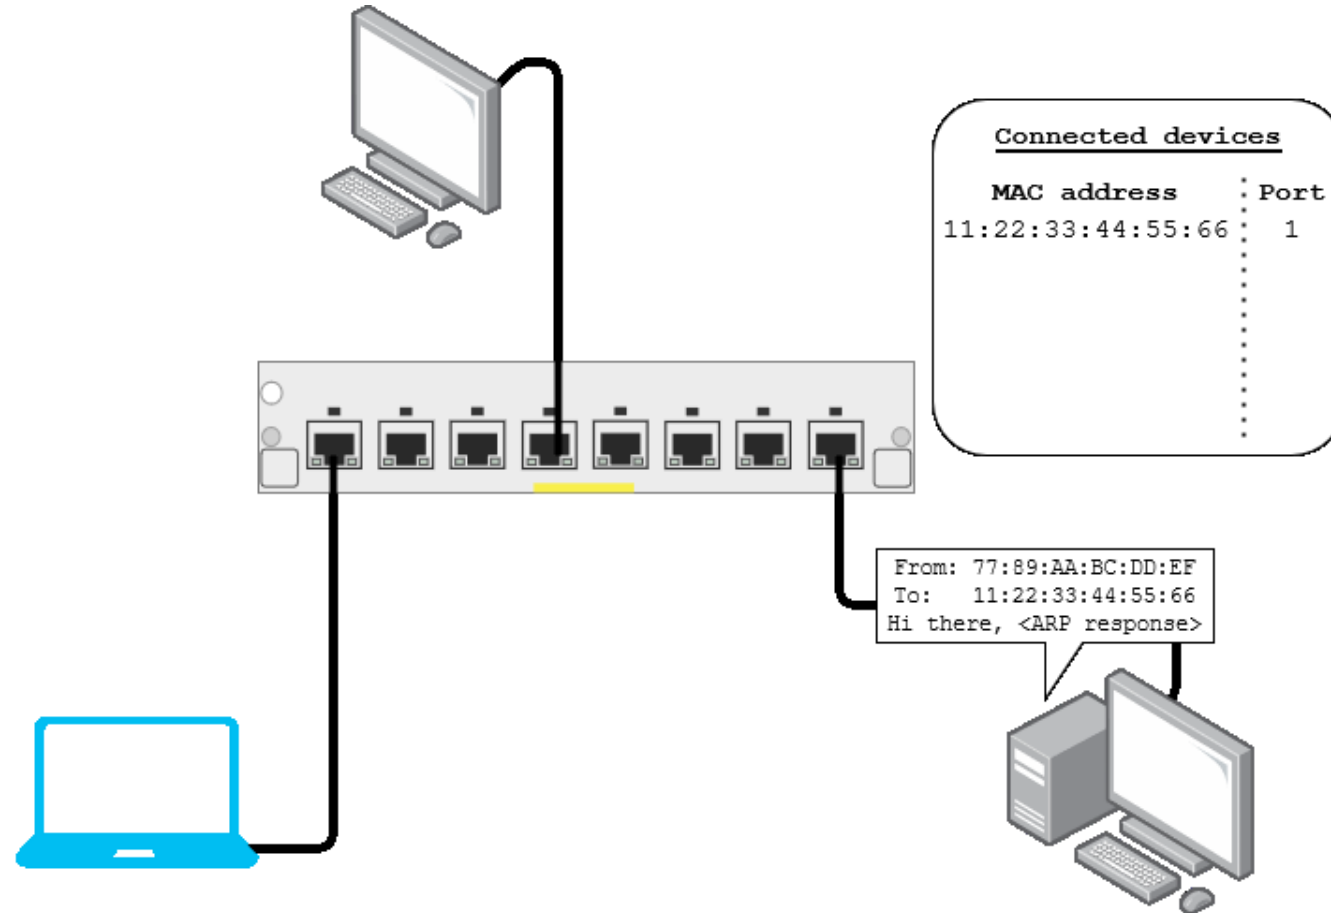 Connected devices
MAC address Port
11:22:33:44:55:66 1
From: 77:89:AA:BC:DD:EF
To: 11:22:33:44:55:66
Hi there, <ARP response>